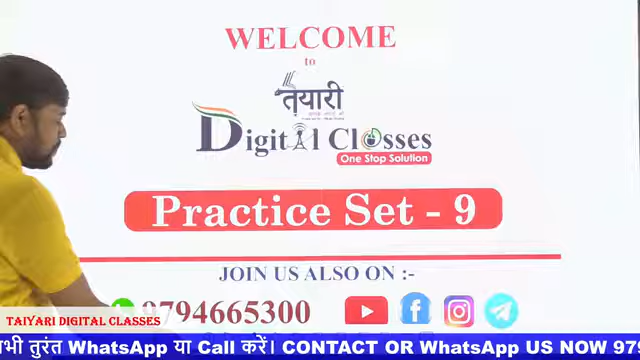 WELCOME
to
तैयारी
Digital Classes
One Stop Solution
Practice Set - 9
JOIN US ALSO ON :-
9794665300
TAIYARI DIGITAL CLASSES
तुरंत WhatsApp या Call करें। CONTACT OR WhatsApp US NOW